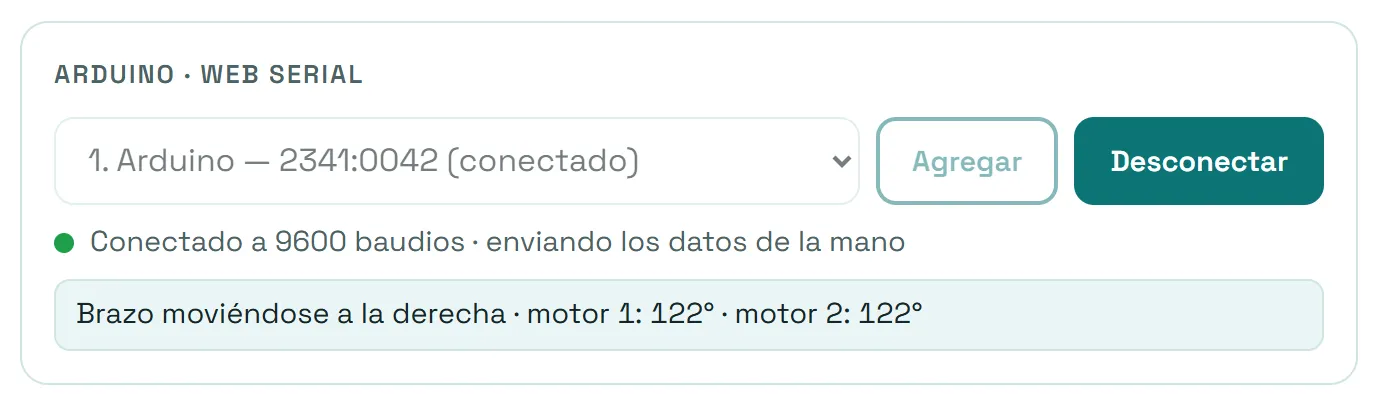 ARDUINO · WEB SERIAL
1. Arduino — 2341:0042 (conectado)
Agregar
Desconectar
Conectado a 9600 baudios · enviando los datos de la mano
Brazo moviéndose a la derecha · motor 1: 122° · motor 2: 122°